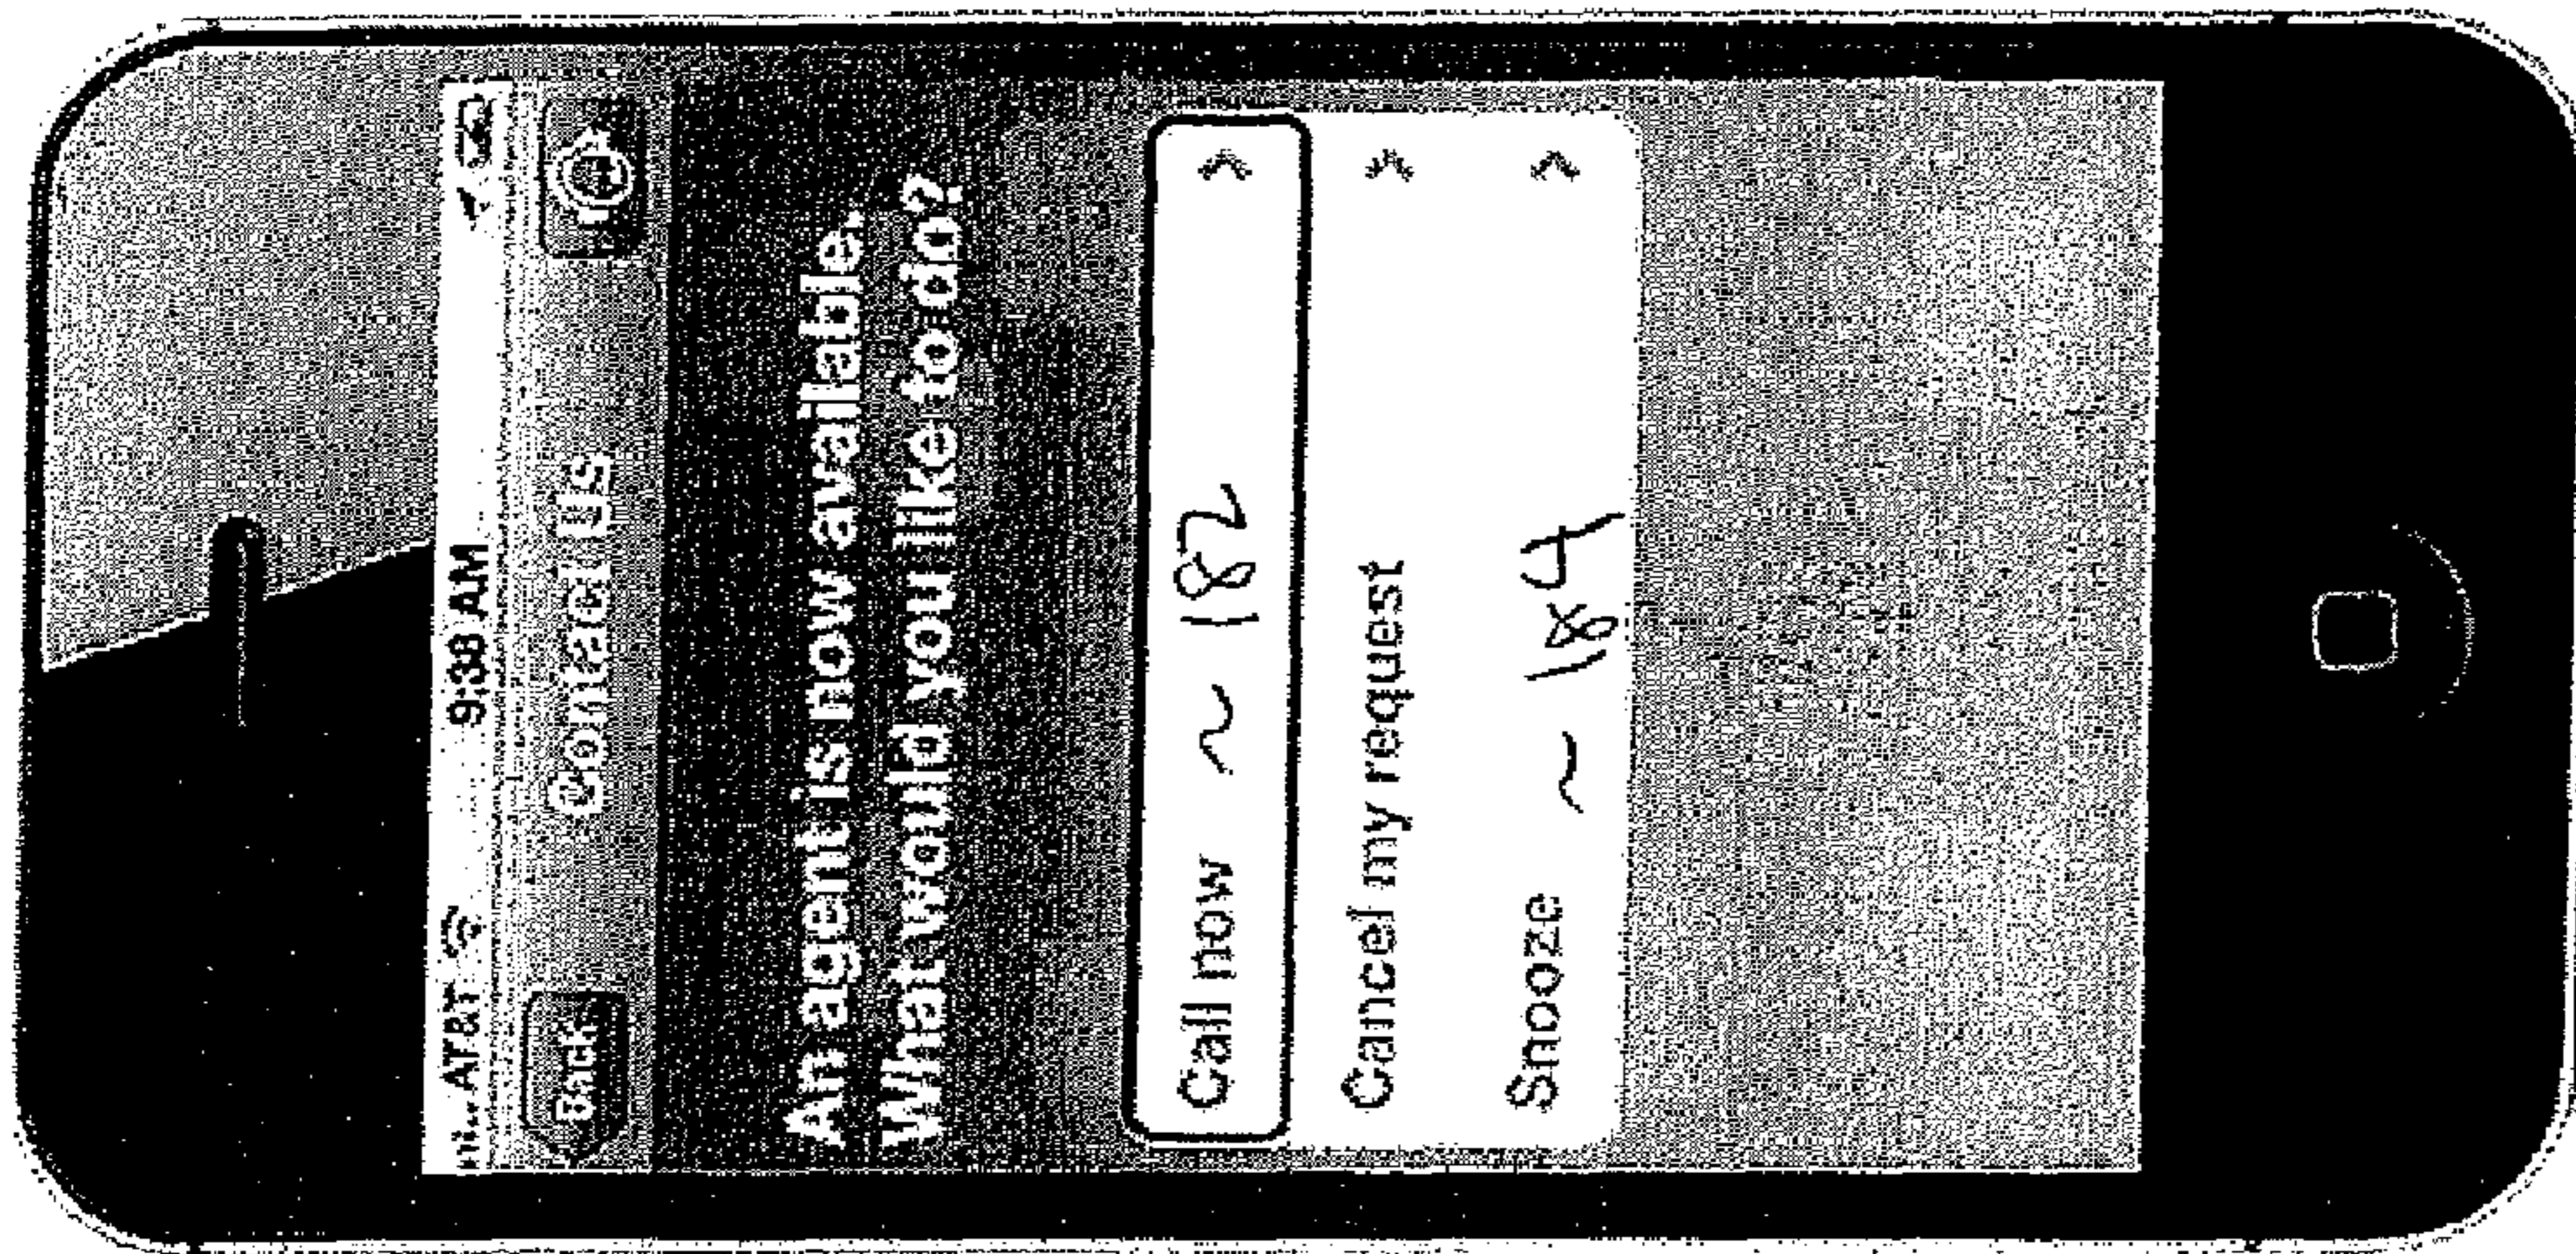 AT&T 9:38 AM
Back Contact Us
An agent is now available.
What would you like to do?
Call now ~ 182 >
Cancel my request >
Snooze ~ 184 >